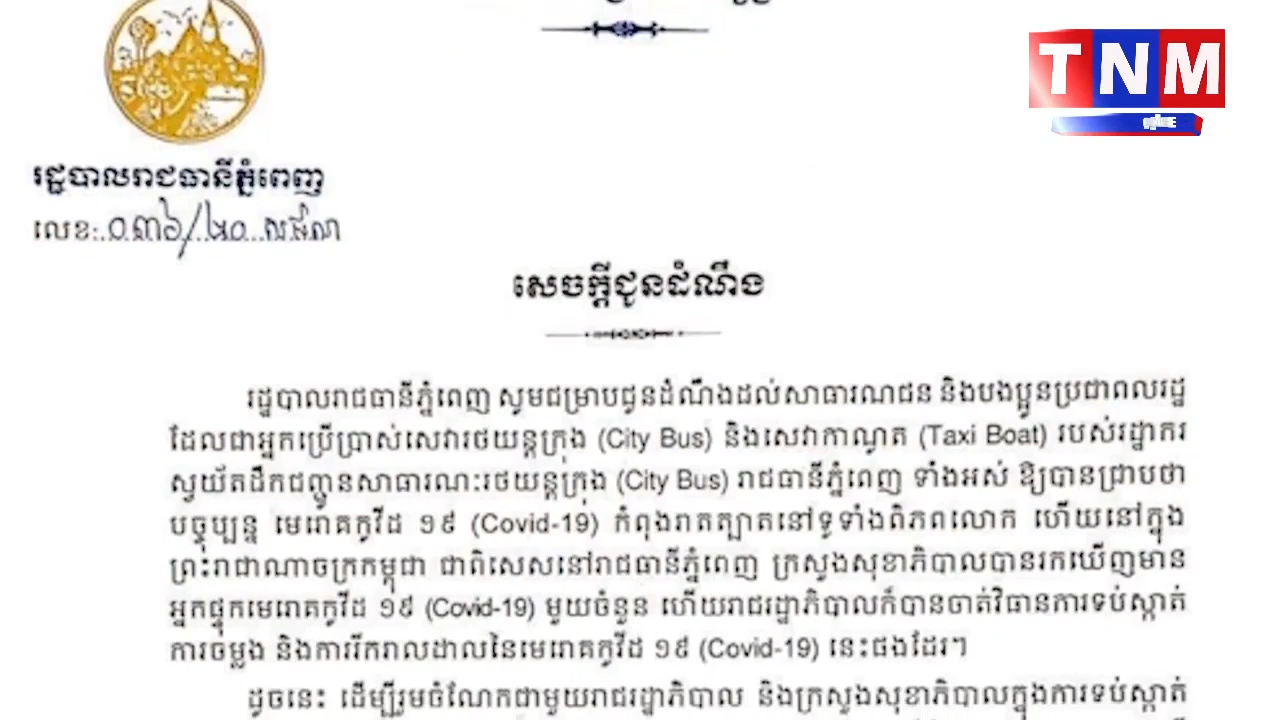 TNM
រដ្ឋបាលរាជធានីភ្នំពេញ
លេខ:..០៣៦/២០...សជណ
សេចក្តីជូនដំណឹង
រដ្ឋបាលរាជធានីភ្នំពេញ សូមជម្រាបជូនដំណឹងដល់សាធារណជន និងបងប្អូនប្រជាពលរដ្ឋ
ដែលជាអ្នកប្រើប្រាស់សេវារថយន្តក្រុង (City Bus) និងសេវាកាណូត (Taxi Boat) របស់រដ្ឋាករ
ស្វយ័តដឹកជញ្ជូនសាធារណៈរថយន្តក្រុង (City Bus) រាជធានីភ្នំពេញ ទាំងអស់ ឱ្យបានជ្រាបថា
បច្ចុប្បន្ន មេរោគកូវីដ ១៩ (Covid-19) កំពុងរាតត្បាតនៅទូទាំងពិភពលោក ហើយនៅក្នុង
ព្រះរាជាណាចក្រកម្ពុជា ជាពិសេសនៅរាជធានីភ្នំពេញ ក្រសួងសុខាភិបាលបានរកឃើញមាន
អ្នកផ្ទុកមេរោគកូវីដ ១៩ (Covid-19) មួយចំនួន ហើយរាជរដ្ឋាភិបាលក៏បានចាត់វិធានការទប់ស្កាត់
ការចម្លង និងការរីករាលដាលនៃមេរោគកូវីដ ១៩ (Covid-19) នេះផងដែរ។
ដូចនេះ ដើម្បីរួមចំណែកជាមួយរាជរដ្ឋាភិបាល និងក្រសួងសុខាភិបាលក្នុងការទប់ស្កាត់